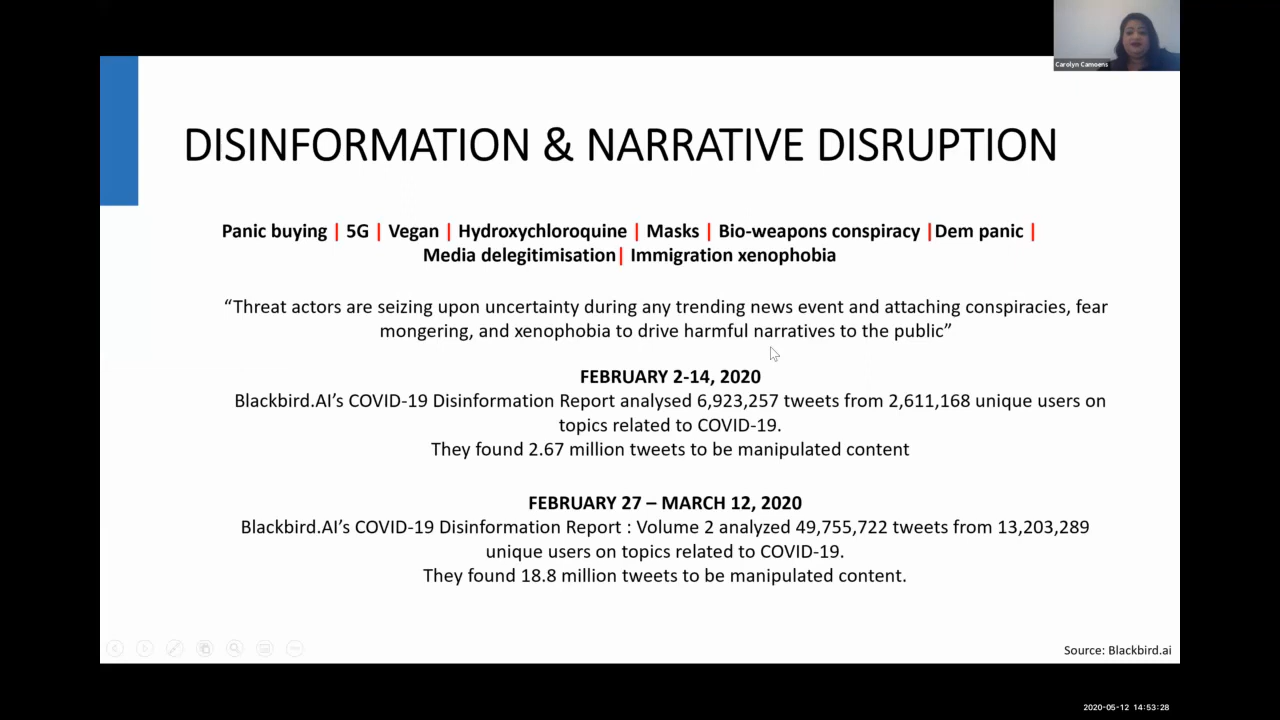 Carolyn Camoens
DISINFORMATION & NARRATIVE DISRUPTION
Panic buying | 5G | Vegan | Hydroxychloroquine | Masks | Bio-weapons conspiracy |Dem panic |
Media delegitimisation| Immigration xenophobia
“Threat actors are seizing upon uncertainty during any trending news event and attaching conspiracies, fear
mongering, and xenophobia to drive harmful narratives to the public”
FEBRUARY 2-14, 2020
Blackbird.AI’s COVID-19 Disinformation Report analysed 6,923,257 tweets from 2,611,168 unique users on
topics related to COVID-19.
They found 2.67 million tweets to be manipulated content
FEBRUARY 27 – MARCH 12, 2020
Blackbird.AI’s COVID-19 Disinformation Report : Volume 2 analyzed 49,755,722 tweets from 13,203,289
unique users on topics related to COVID-19.
They found 18.8 million tweets to be manipulated content.
Source: Blackbird.ai
2020-05-12 14:53:28